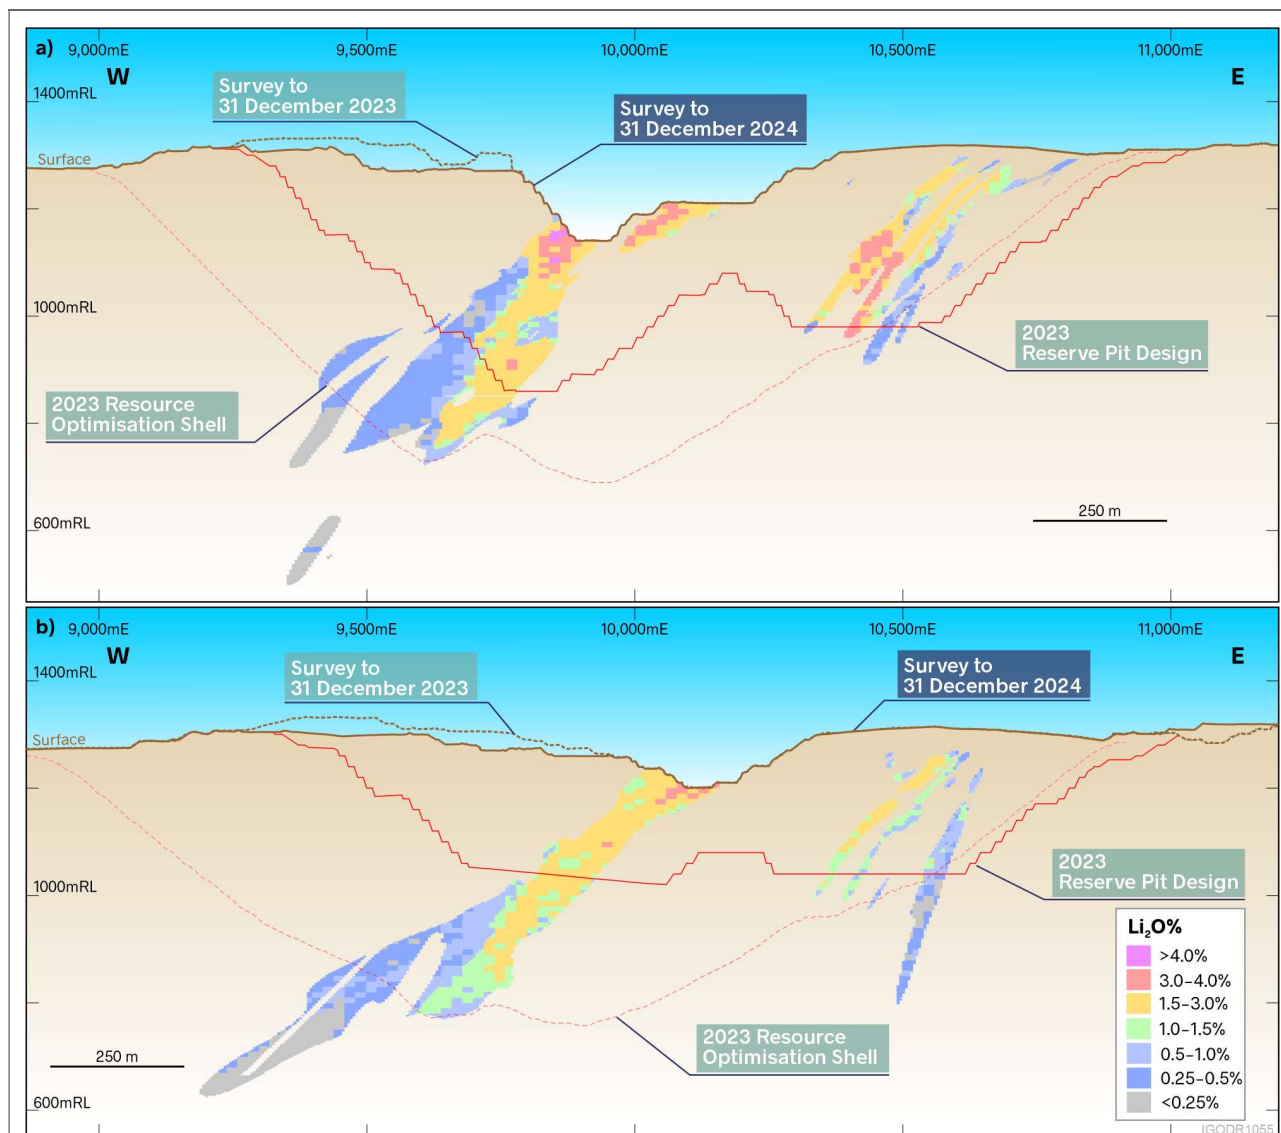 a)
9,000mE
9,500mE
10,000mE
10,500mE
11,000mE
W
E
1400mRL
Survey to
31 December 2023
Survey to
31 December 2024
Surface
1000mRL
2023
Reserve Pit Design
2023 Resource
Optimisation Shell
600mRL
250 m
b)
9,000mE
9,500mE
10,000mE
10,500mE
11,000mE
W
E
1400mRL
Survey to
31 December 2023
Survey to
31 December 2024
Surface
1000mRL
2023
Reserve Pit Design
2023 Resource
Optimisation Shell
250 m
600mRL
Li₂O%
>4.0%
3.0–4.0%
1.5–3.0%
1.0–1.5%
0.5–1.0%
0.25–0.5%
<0.25%
IGODR1055